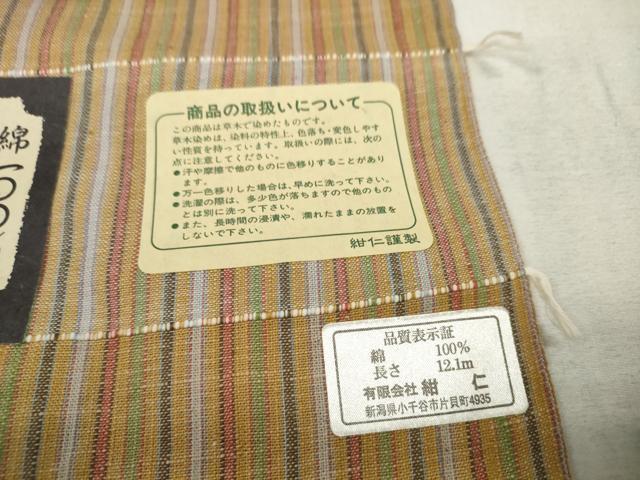 綿
100%
商品の取扱いについて
この商品は草木で染めたものです。
草木染めは、染料の特性上、色落ち・変色しやす
い性質を持っています。取扱いの際には、次の
点に注意してください。
●汗や摩擦で他のものに色移りすることがあり
ます。
●万一色移りした場合は、早めに洗って下さい。
●洗濯の際は、多少色が落ちますので他のもの
とは別に洗って下さい。
●また、長時間の浸漬や、濡れたままの放置を
しないで下さい。
紺仁謹製
品質表示証
綿 100%
長さ 12.1m
有限会社 紺 仁
新潟県小千谷市片貝町4935